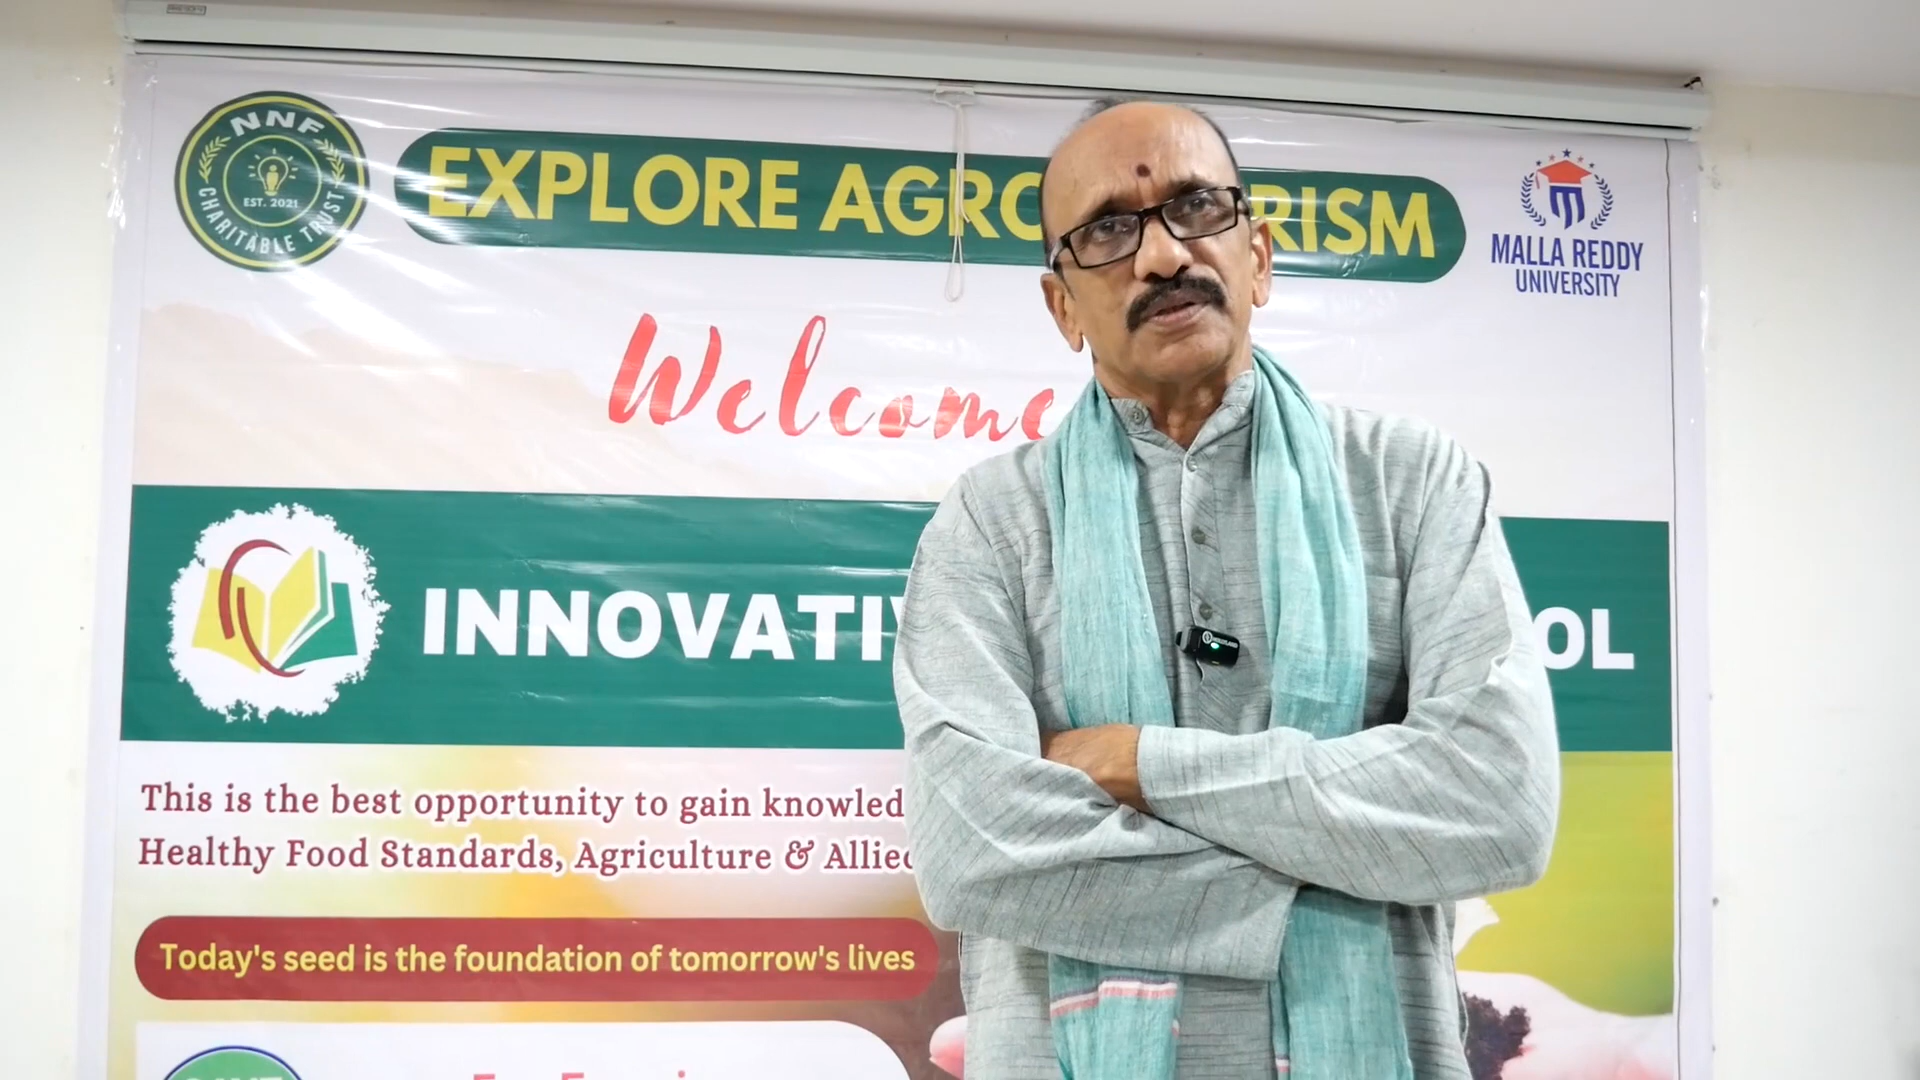 NNF
CHARITABLE TRUST
EST. 2021
EXPLORE AGRO RISM
MALLA REDDY
UNIVERSITY
Welcome
INNOVATIV OL
This is the best opportunity to gain knowled
Healthy Food Standards, Agriculture & Allied
Today's seed is the foundation of tomorrow's lives